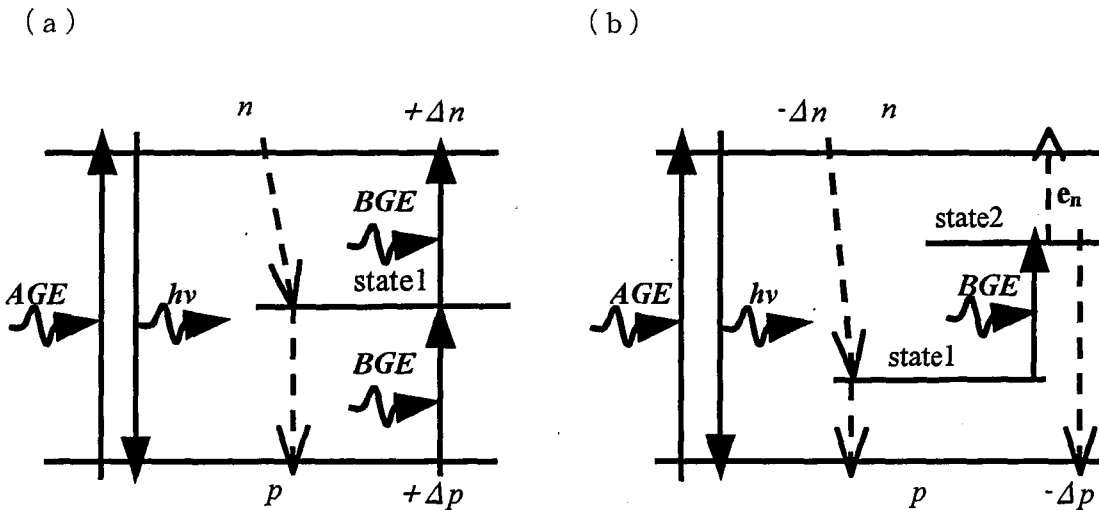 (a) (b)
n +Δn -Δn n
BGE
e_n
state2
state1
AGE hν AGE hν BGE
state1
BGE
p +Δp p -Δp